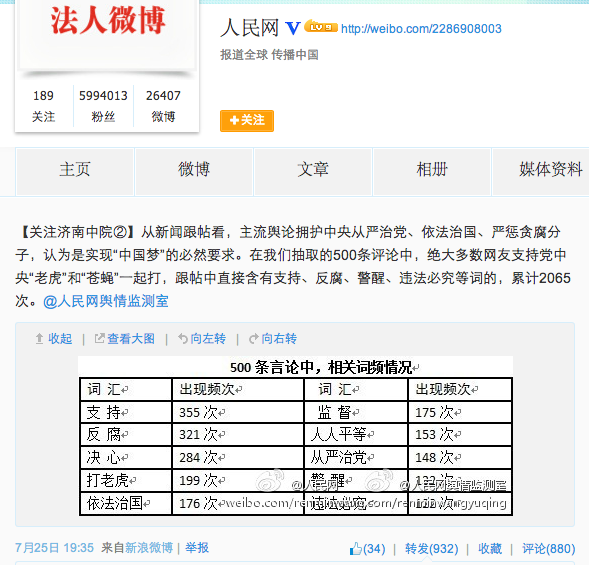 法人微博
189 5994013 26407
关注 粉丝 微博
人民网 V LV 9 http://weibo.com/2286908003
报道全球 传播中国
+关注
主页 微博 文章 相册 媒体资料
【关注济南中院②】从新闻跟帖看，主流舆论拥护中央从严治党、依法治国、严惩贪腐分
子，认为是实现“中国梦”的必然要求。在我们抽取的500条评论中，绝大多数网友支持党中
央“老虎”和“苍蝇”一起打，跟帖中直接含有支持、反腐、警醒、违法必究等词的，累计2065
次。@人民网舆情监测室
收起 | 查看大图 | 向左转 | 向右转
500 条言论中，相关词频情况
词 汇 出现频次 词 汇 出现频次
支 持 355 次 监 督 175 次
反 腐 321 次 人人平等 153 次
决 心 284 次 从严治党 148 次
打老虎 199 次 警 醒
依法治国 176 次 违法必究
@人民网 @人民网舆情监测室
7月25日 19:35 来自新浪微博 | 举报
(34) | 转发(932) | 收藏 | 评论(880)